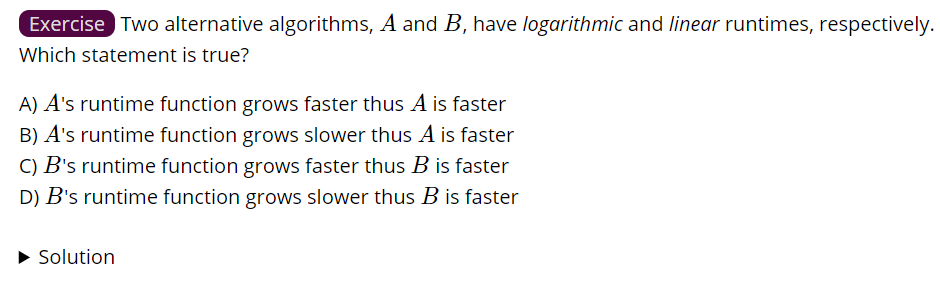 Exercise Two alternative algorithms, A and B, have logarithmic and linear runtimes, respectively.
Which statement is true?
A) A's runtime function grows faster thus A is faster
B) A's runtime function grows slower thus A is faster
C) B's runtime function grows faster thus B is faster
D) B's runtime function grows slower thus B is faster
▶ Solution